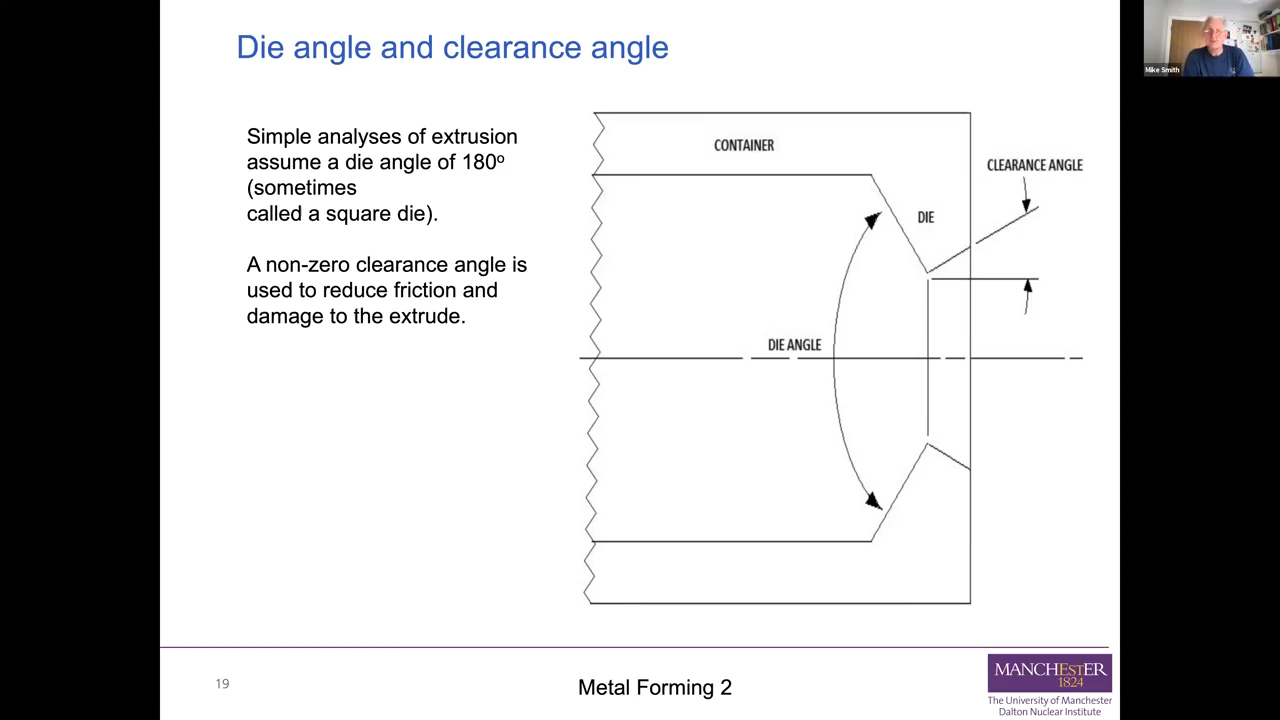 Die angle and clearance angle
Mike Smith
Simple analyses of extrusion
assume a die angle of 180º
(sometimes
called a square die).
A non-zero clearance angle is
used to reduce friction and
damage to the extrude.
CONTAINER
CLEARANCE ANGLE
DIE
DIE ANGLE
19
Metal Forming 2
MANCHESTER
1824
The University of Manchester
Dalton Nuclear Institute